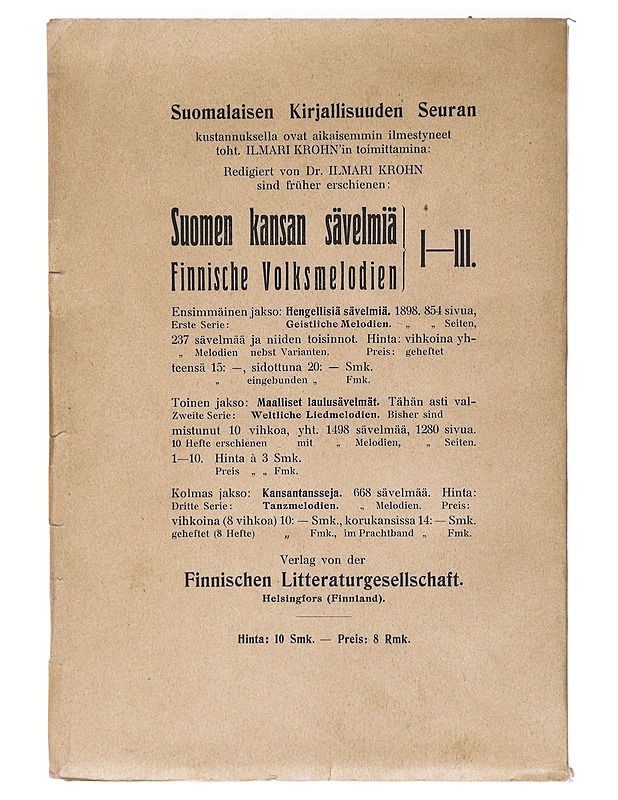 Suomalaisen Kirjallisuuden Seuran
kustannuksella ovat aikaisemmin ilmestyneet
toht. ILMARI KROHN'in toimittamina:
Redigiert von Dr. ILMARI KROHN
sind früher erschienen:
Suomen kansan sävelmiä
Finnische Volksmelodien
I—III.
Ensimmäinen jakso: Hengellisiä sävelmiä. 1898. 854 sivua,
Erste Serie: Geistliche Melodien. „ „ Seiten,
237 sävelmää ja niiden toisinnot. Hinta: vihkoina yh-
„ Melodien nebst Varianten. Preis: geheftet
teensä 15: —, sidottuna 20: — Smk.
„ eingebunden „ Fmk.
Toinen jakso: Maalliset laulusävelmät. Tähän asti val-
Zweite Serie: Weltliche Liedmelodien. Bisher sind
mistunut 10 vihkoa, yht. 1498 sävelmää, 1280 sivua.
10 Hefte erschienen mit „ Melodien, „ Seiten.
1—10. Hinta à 3 Smk.
Preis „ „ Fmk.
Kolmas jakso: Kansantansseja. 668 sävelmää. Hinta:
Dritte Serie: Tanzmelodien. „ Melodien. Preis:
vihkoina (8 vihkoa) 10: — Smk., korukansissa 14: — Smk.
geheftet (8 Hefte) „ Fmk., im Prachtband „ Fmk.
Verlag von der
Finnischen Litteraturgesellschaft.
Helsingfors (Finnland).
Hinta: 10 Smk. — Preis: 8 Rmk.